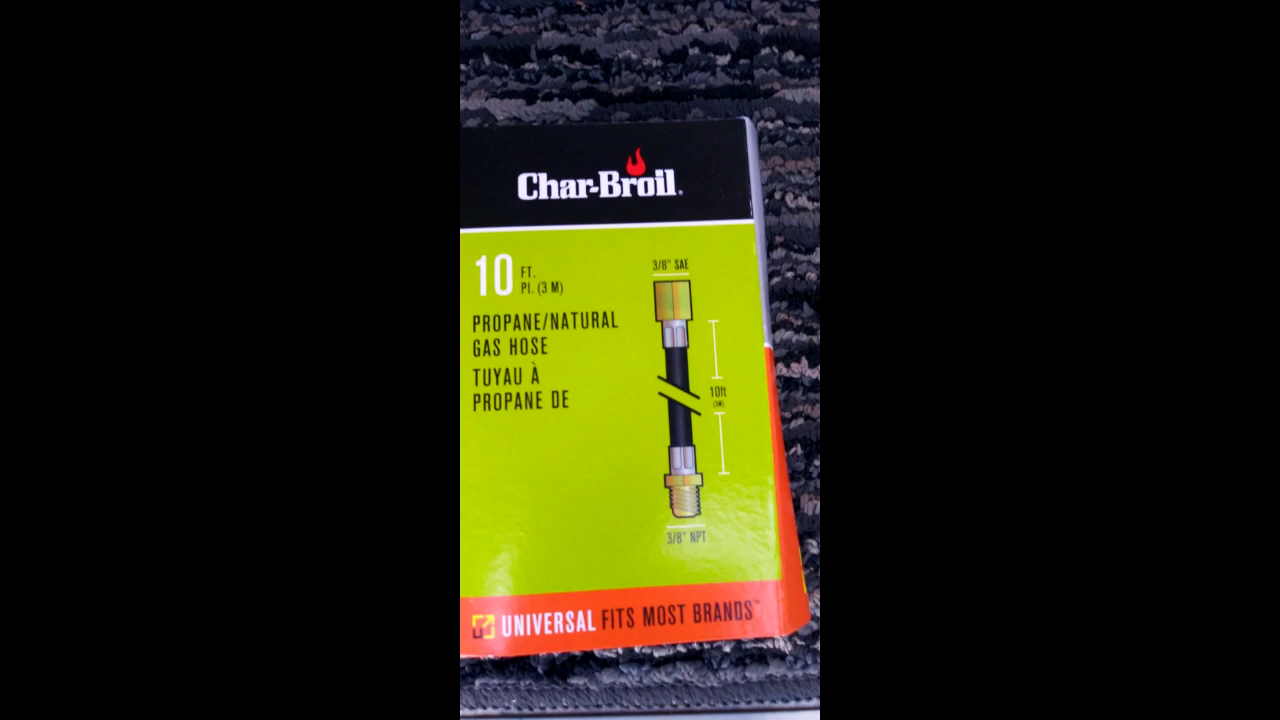 Char-Broil®
10 FT.
PI. (3 M)
PROPANE/NATURAL
GAS HOSE
TUYAU À
PROPANE DE
3/8" SAE
10ft
(3M)
3/8" NPT
UNIVERSAL FITS MOST BRANDS™